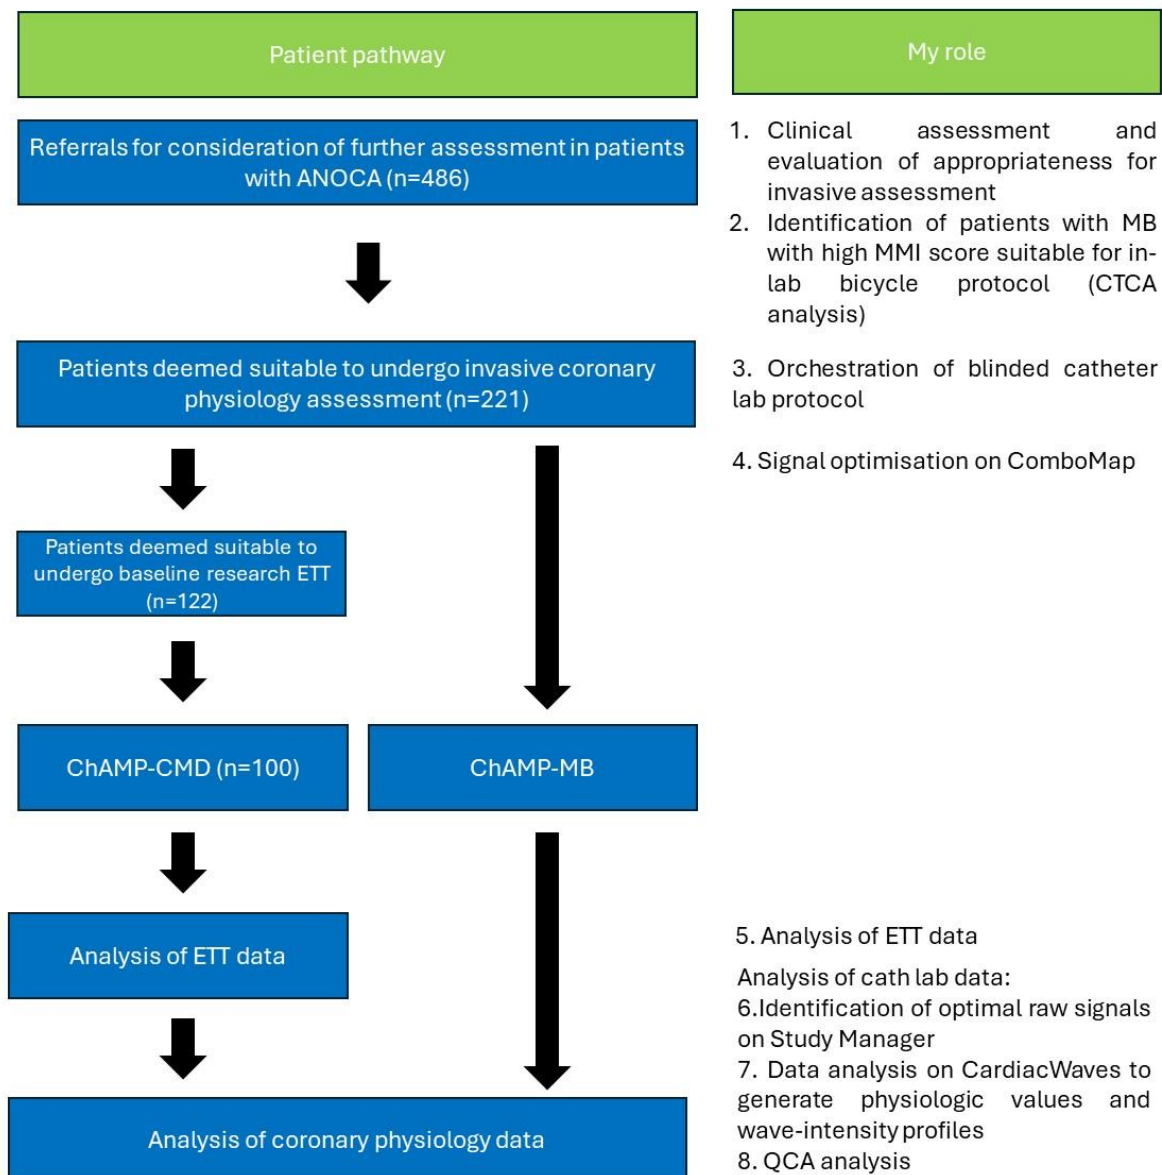 Patient pathway
My role
Referrals for consideration of further assessment in patients
with ANOCA (n=486)
1. Clinical assessment and
evaluation of appropriateness for
invasive assessment
2. Identification of patients with MB
with high MMI score suitable for in-
lab bicycle protocol (CTCA
analysis)
Patients deemed suitable to undergo invasive coronary
physiology assessment (n=221)
3. Orchestration of blinded catheter
lab protocol
4. Signal optimisation on ComboMap
Patients deemed suitable to
undergo baseline research ETT
(n=122)
ChAMP-CMD (n=100)
ChAMP-MB
Analysis of ETT data
5. Analysis of ETT data
Analysis of cath lab data:
6.Identification of optimal raw signals
on Study Manager
7. Data analysis on CardiacWaves to
generate physiologic values and
wave-intensity profiles
8. QCA analysis
Analysis of coronary physiology data